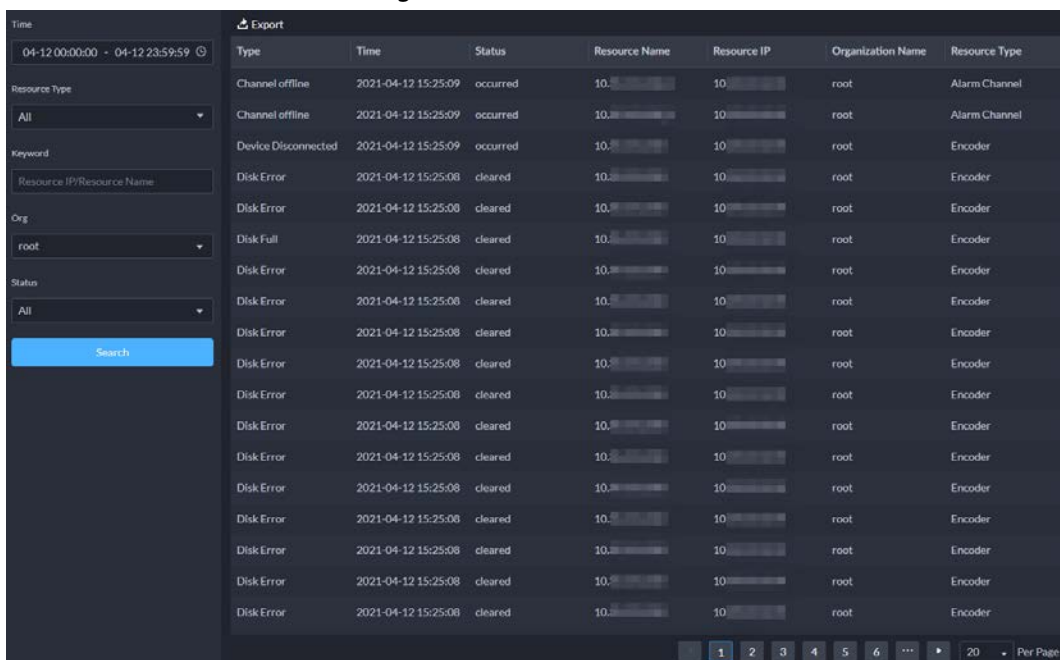 Time
04-12 00:00:00 - 04-12 23:59:59
Resource Type
All
Keyword
Resource IP/Resource Name
Org
root
Status
All
Search
Export
Type Time Status Resource Name Resource IP Organization Name Resource Type
Channel offline 2021-04-12 15:25:09 occurred 10. 10 root Alarm Channel
Channel offline 2021-04-12 15:25:09 occurred 10. 10 root Alarm Channel
Device Disconnected 2021-04-12 15:25:09 occurred 10. 10 root Encoder
Disk Error 2021-04-12 15:25:08 cleared 10. 10 root Encoder
Disk Error 2021-04-12 15:25:08 cleared 10. 10 root Encoder
Disk Full 2021-04-12 15:25:08 cleared 10. 10 root Encoder
Disk Error 2021-04-12 15:25:08 cleared 10. 10 root Encoder
Disk Error 2021-04-12 15:25:08 cleared 10. 10 root Encoder
Disk Error 2021-04-12 15:25:08 cleared 10. 10 root Encoder
Disk Error 2021-04-12 15:25:08 cleared 10. 10 root Encoder
Disk Error 2021-04-12 15:25:08 cleared 10. 10 root Encoder
Disk Error 2021-04-12 15:25:08 cleared 10. 10 root Encoder
Disk Error 2021-04-12 15:25:08 cleared 10. 10 root Encoder
Disk Error 2021-04-12 15:25:08 cleared 10. 10 root Encoder
Disk Error 2021-04-12 15:25:08 cleared 10. 10 root Encoder
Disk Error 2021-04-12 15:25:08 cleared 10. 10 root Encoder
Disk Error 2021-04-12 15:25:08 cleared 10. 10 root Encoder
Disk Error 2021-04-12 15:25:08 cleared 10. 10 root Encoder
1 2 3 4 5 6 ··· 20 Per Page